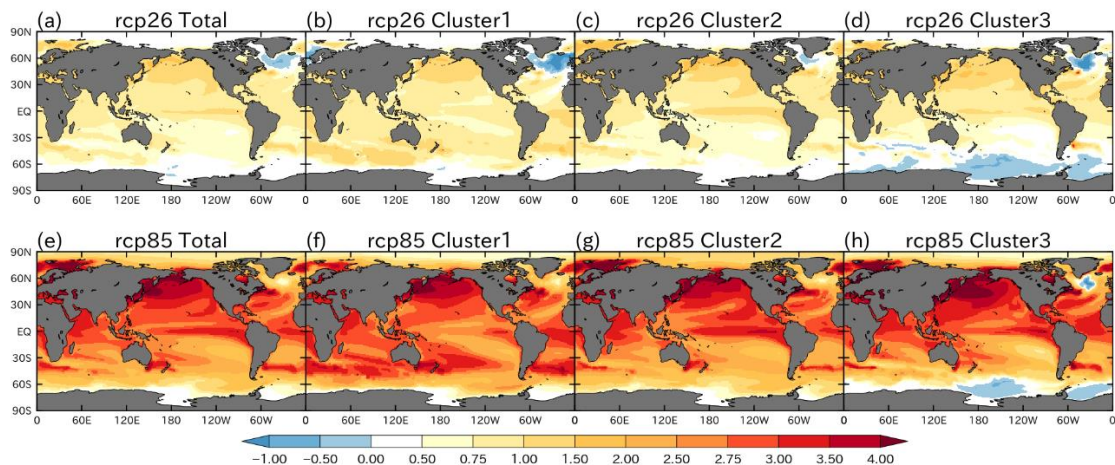 (a) rcp26 Total (b) rcp26 Cluster1 (c) rcp26 Cluster2 (d) rcp26 Cluster3
90N
60N
30N
EQ
30S
60S
90S
0 60E 120E 180 120W 60W 0 60E 120E 180 120W 60W 0 60E 120E 180 120W 60W 0 60E 120E 180 120W 60W 0
(e) rcp85 Total (f) rcp85 Cluster1 (g) rcp85 Cluster2 (h) rcp85 Cluster3
90N
60N
30N
EQ
30S
60S
90S
0 60E 120E 180 120W 60W 0 60E 120E 180 120W 60W 0 60E 120E 180 120W 60W 0 60E 120E 180 120W 60W 0
−1.00 −0.50 0.00 0.50 0.75 1.00 1.50 2.00 2.50 2.75 3.00 3.50 4.00